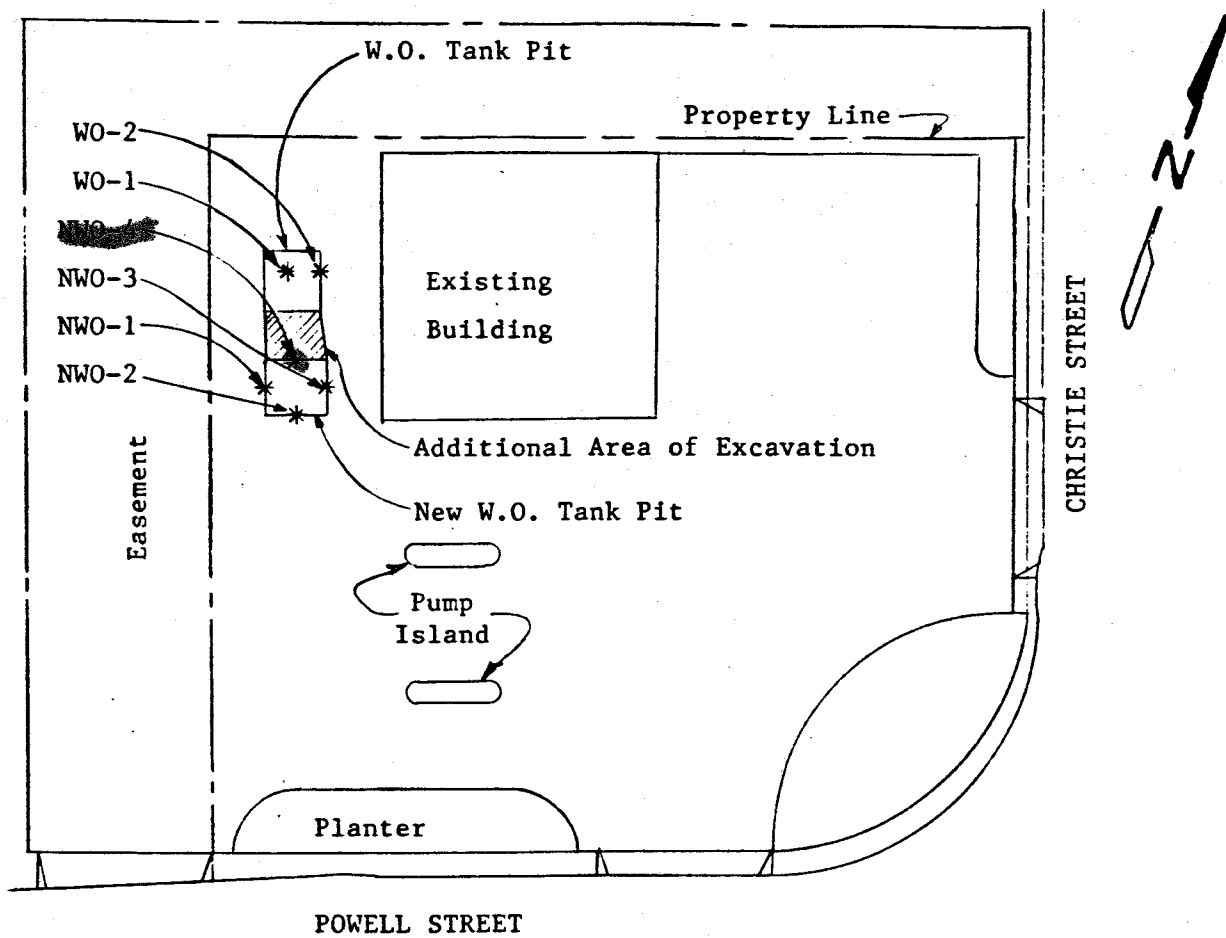 W.O. Tank Pit
Property Line
WO-2
WO-1
NWO-3
NWO-1
NWO-2
N
Existing
Building
CHRISTIE STREET
Additional Area of Excavation
Easement
New W.O. Tank Pit
Pump
Island
Planter
POWELL STREET